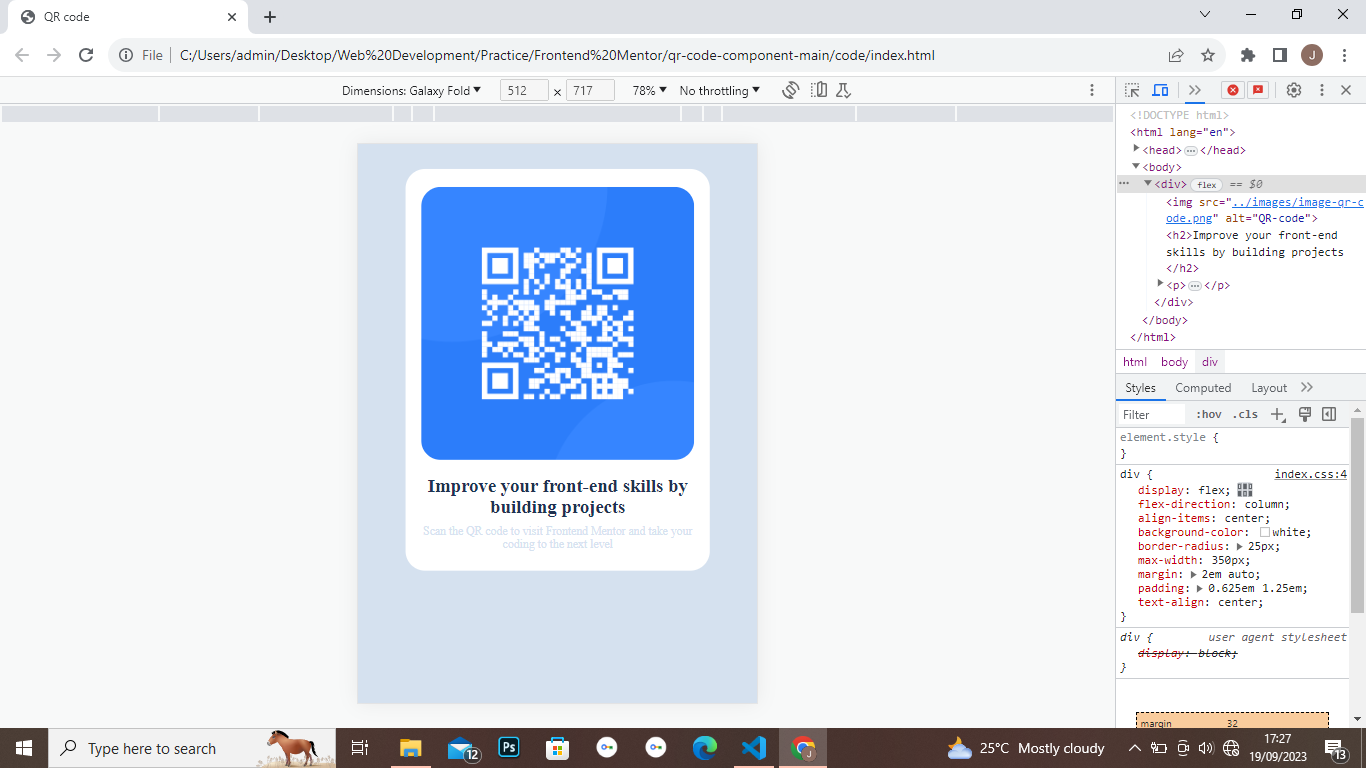 QR code
File
C:/Users/admin/Desktop/Web%20Development/Practice/Frontend%20Mentor/qr-code-component-main/code/index.html
J
Dimensions: Galaxy Fold
512 × 717
78%
No throttling
Improve your front-end skills by
building projects
Scan the QR code to visit Frontend Mentor and take your
coding to the next level
<!DOCTYPE html>
<html lang="en">
<head> ••• </head>
<body>
••• <div> flex == $0
<img src="../images/image-qr-c
ode.png" alt="QR-code">
<h2>Improve your front-end
skills by building projects
</h2>
<p> ••• </p>
</div>
</body>
</html>
html body div
Styles Computed Layout
Filter :hov .cls
element.style {
}
div { index.css:4
display: flex;
flex-direction: column;
align-items: center;
background-color: white;
border-radius: 25px;
max-width: 350px;
margin: 2em auto;
padding: 0.625em 1.25em;
text-align: center;
}
div { user agent stylesheet
display: block;
}
margin 32
Type here to search
12
Ps
J
25°C Mostly cloudy
17:27
19/09/2023
13